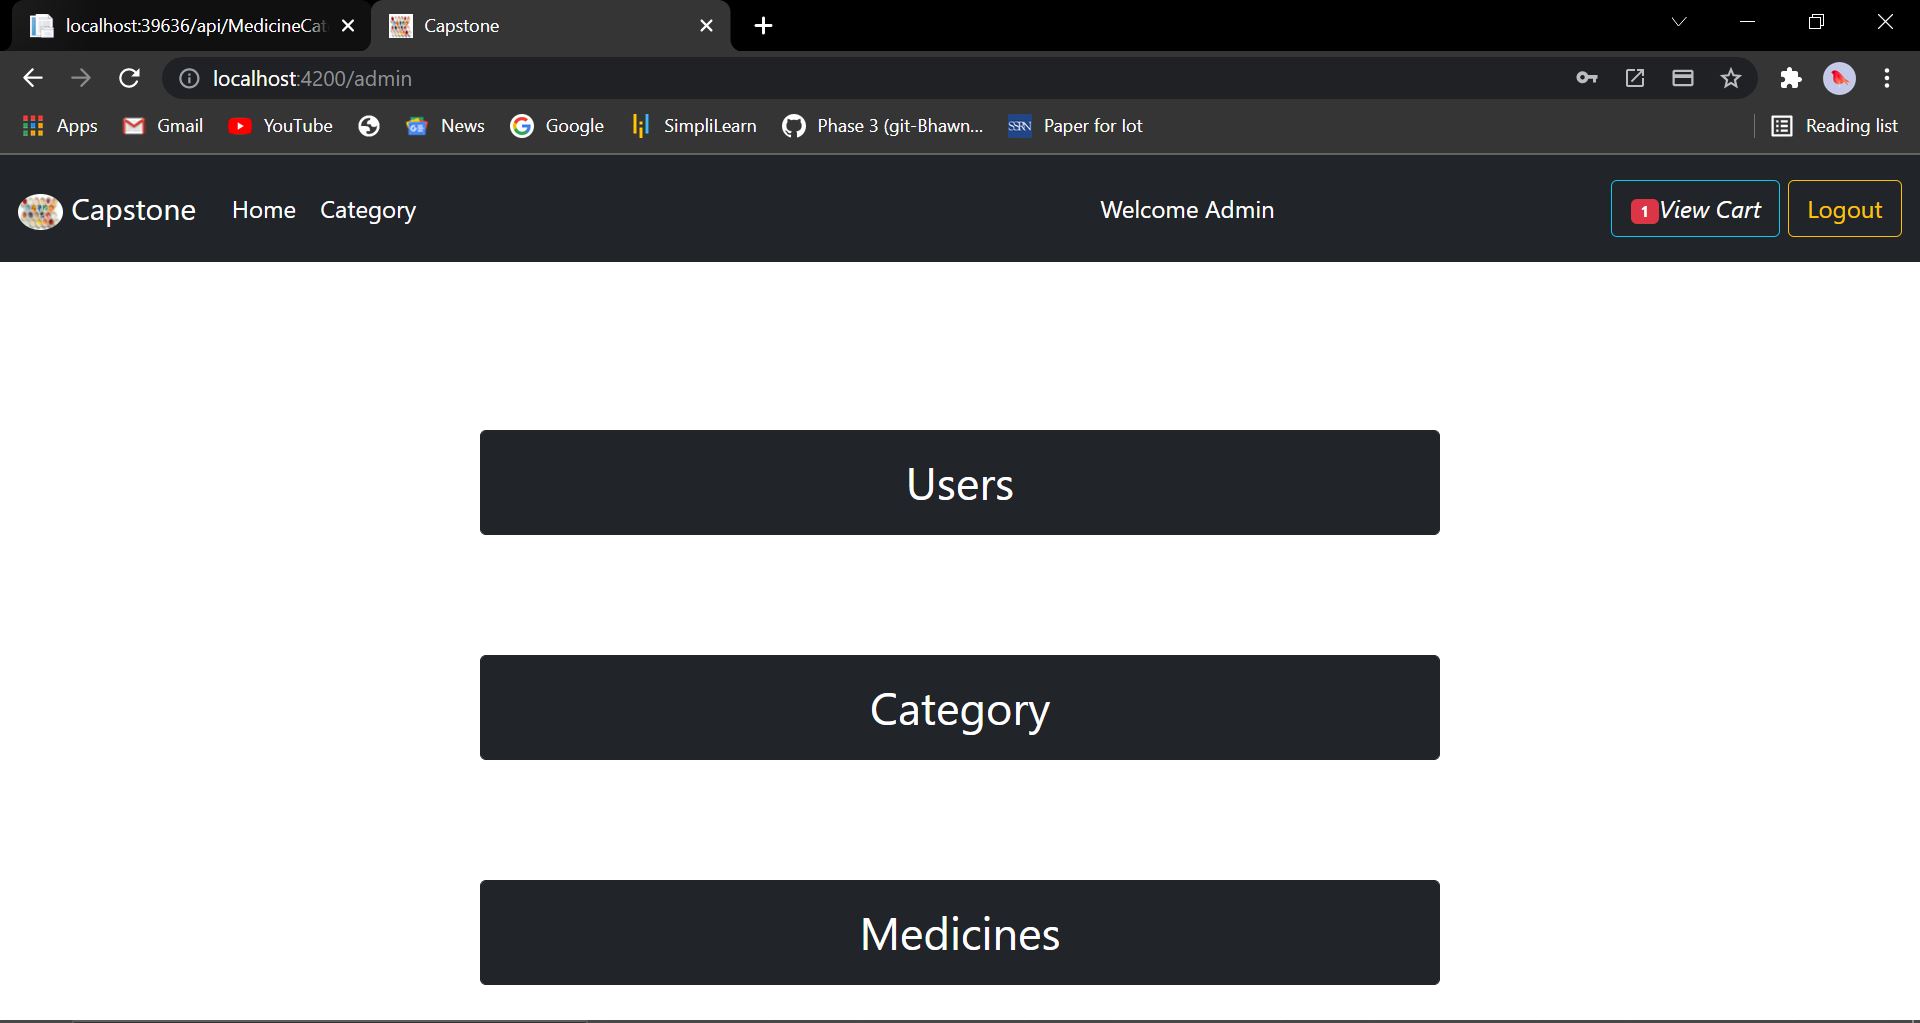 localhost:39636/api/MedicineCat
Capstone
localhost:4200/admin
Apps Gmail YouTube News Google SimpliLearn Phase 3 (git-Bhawn... SSRN Paper for Iot Reading list
Capstone Home Category Welcome Admin 1 View Cart Logout
Users
Category
Medicines